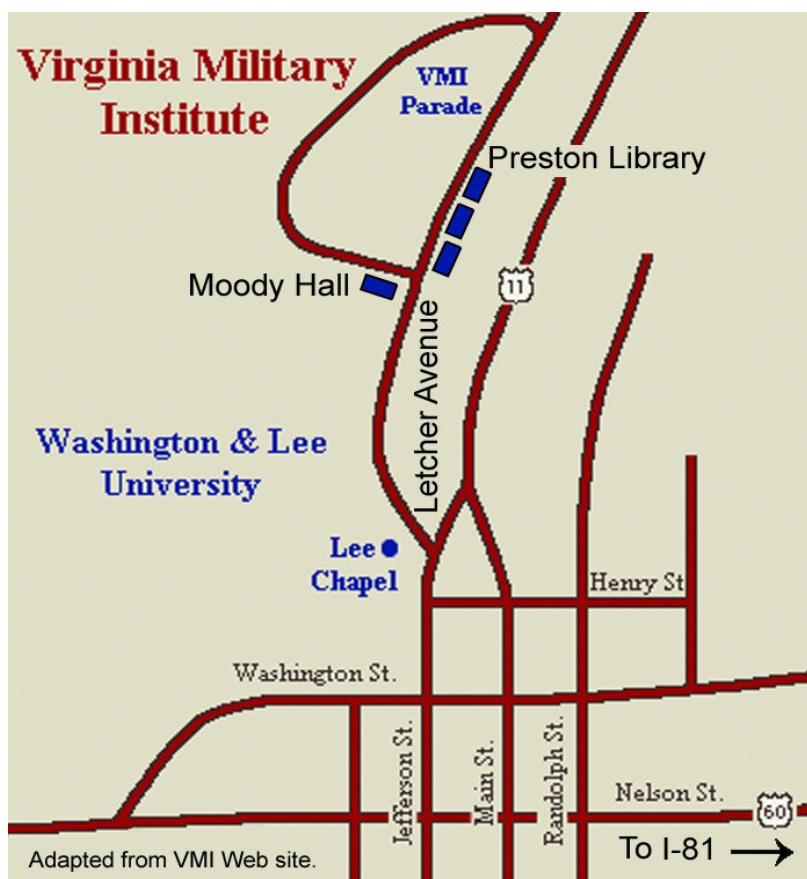 Virginia Military
Institute
VMI
Parade
Preston Library
Moody Hall
11
Letcher Avenue
Washington & Lee
University
Lee
Chapel
Henry St
Washington St.
Jefferson St.
Main St.
Randolph St.
Nelson St.
60
To I-81
Adapted from VMI Web site.